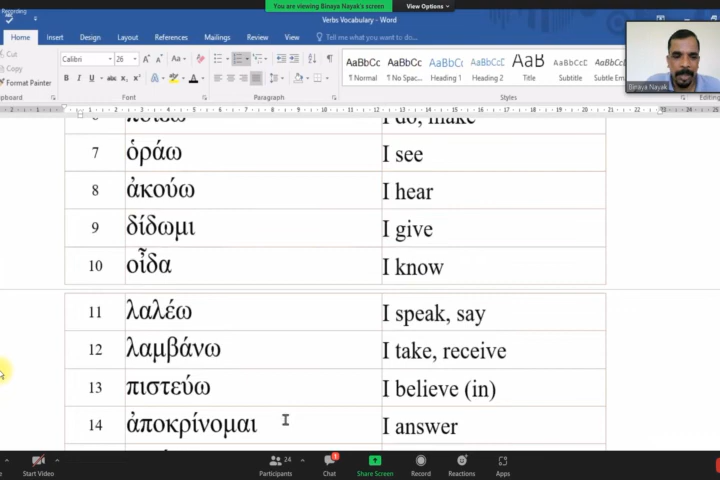 Recording
You are viewing Binaya Nayak's screen
View Options
Verbs Vocabulary - Word
Home Insert Design Layout References Mailings Review View Tell me what you want to do...
Cut
Copy
Format Painter
Calibri 26
Font
Paragraph
AaBbCc AaBbCc AaBbC AaBbCc AaB AaBbCc AaBbCc
¶ Normal ¶ No Spac... Heading 1 Heading 2 Title Subtitle Subtle Em
Styles
Editing
Binaya Nayak
I do, make
7 ὁράω I see
8 ἀκούω I hear
9 δίδωμι I give
10 οἶδα I know
11 λαλέω I speak, say
12 λαμβάνω I take, receive
13 πιστεύω I believe (in)
14 ἀποκρίνομαι I answer
Start Video
Participants 24
Chat 1
Share Screen
Record
Reactions
Apps